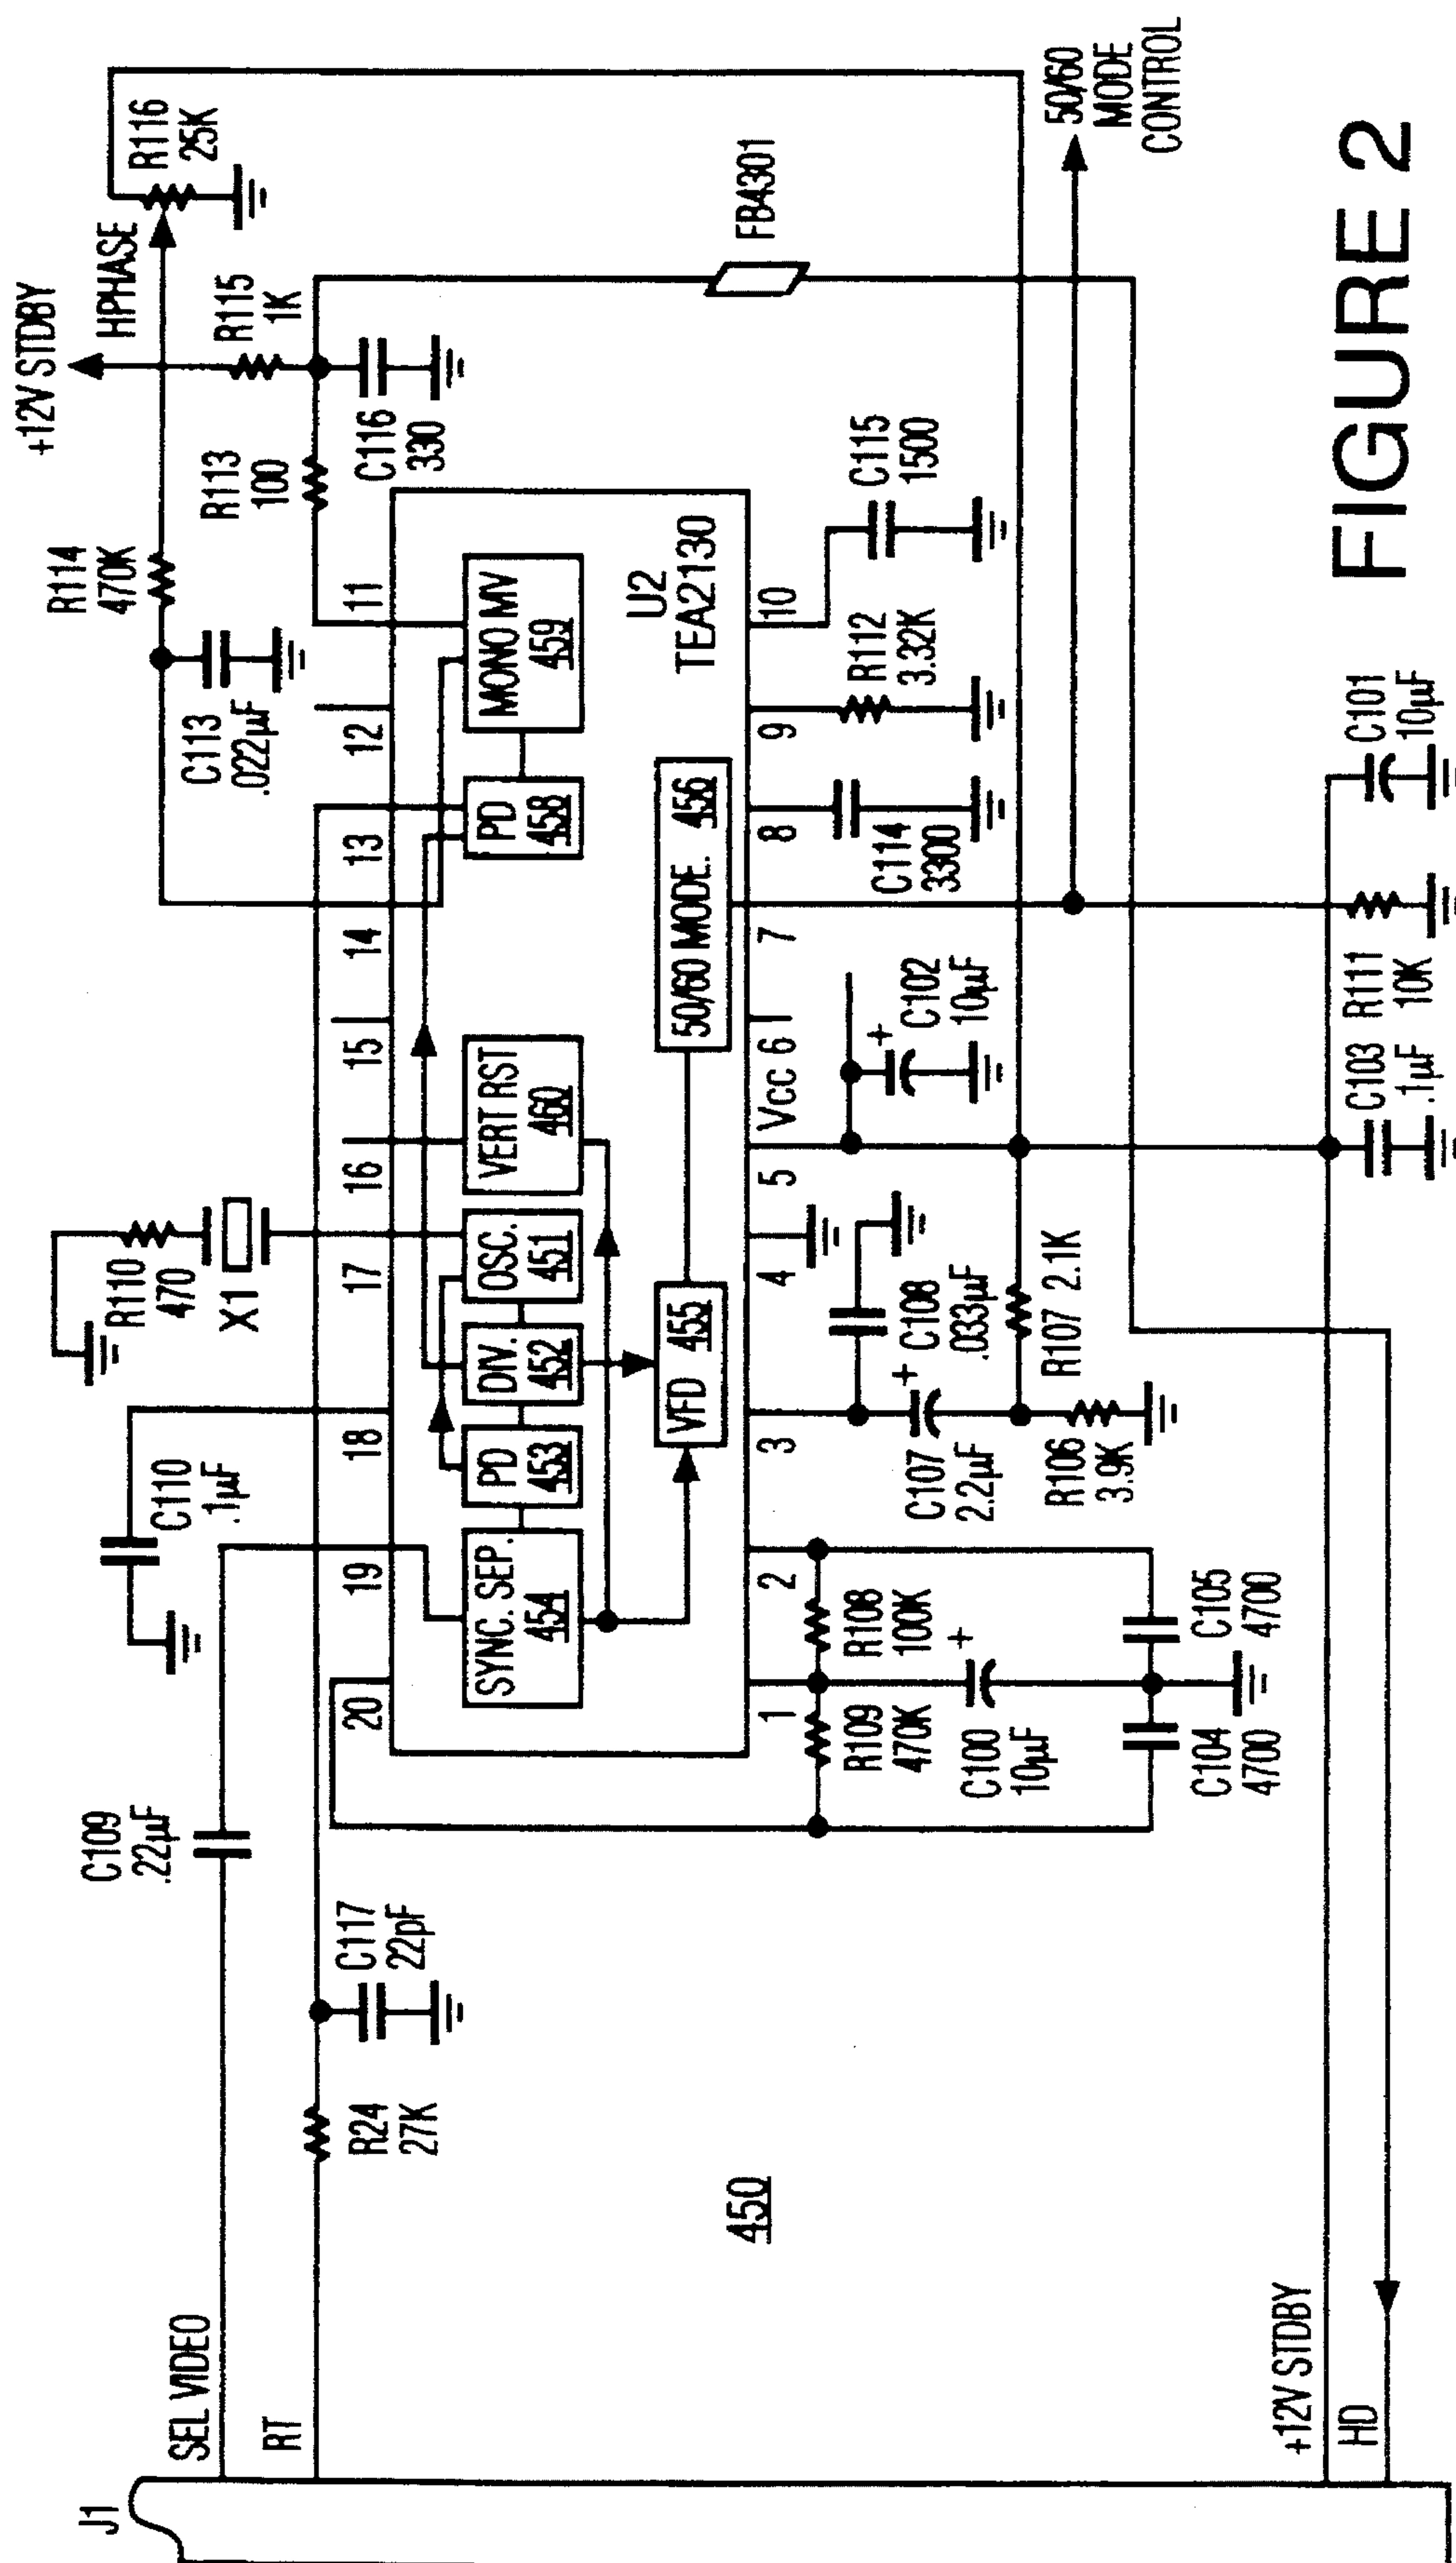 J1
SEL VIDEO
RT
+12V STDBY
HD
450
R24
27K
C117
22pF
C109
.22µF
C110
.1µF
R110
470
X1
C113
.022µF
R114
470K
R113
100
C116
330
R115
1K
+12V STDBY
HPHASE
R116
25K
FB4301
20
19
18
17
16
15
14
13
12
11
SYNC. SEP.
454
PD
453
DIV.
452
OSC.
451
VERT RST
460
PD
458
MONO MV
459
VFD 455
50/60 MODE. 456
U2
TEA2130
1
2
3
4
5
Vcc 6
7
8
9
10
R109
470K
R108
100K
C100
10µF
+
C104
4700
C105
4700
C107
2.2µF
+
C108
.033µF
R106
3.9K
R107 2.1K
C102
10µF
+
C114
3300
R112
3.32K
C115
1500
C103
.1µF
R111
10K
C101
10µF
50/60
MODE
CONTROL
FIGURE 2